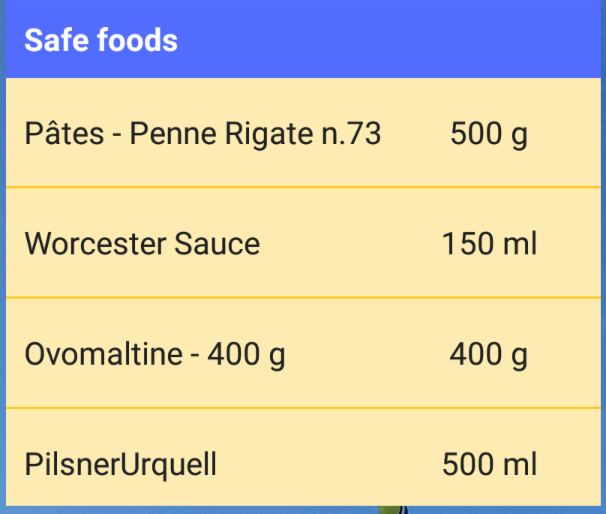 Safe foods
Pâtes - Penne Rigate n.73 500 g
Worcester Sauce 150 ml
Ovomaltine - 400 g 400 g
PilsnerUrquell 500 ml